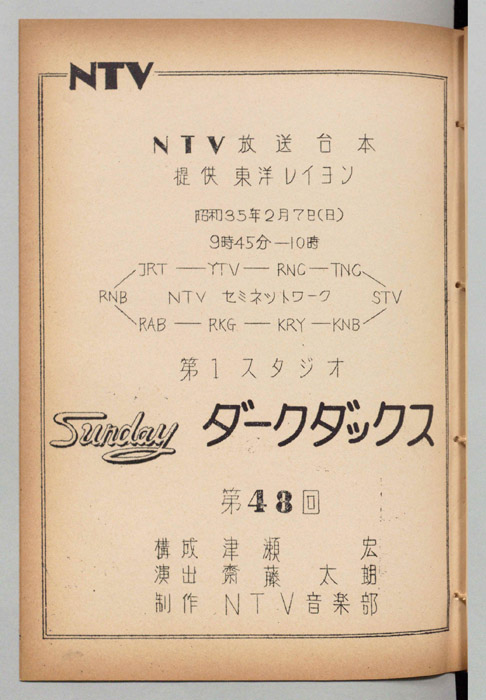 NTV
NTV放送台本
提供 東洋レイヨン
昭和35年2月7日(日)
9時45分―10時
JRT ― YTV ― RNC ― TNC
RNB NTV セミネットワーク STV
RAB ― RKG ― KRY ― KNB
第1スタジオ
Sunday ダークダックス
第48回
構成 津瀬 宏
演出 齋藤太朗
制作 NTV音楽部